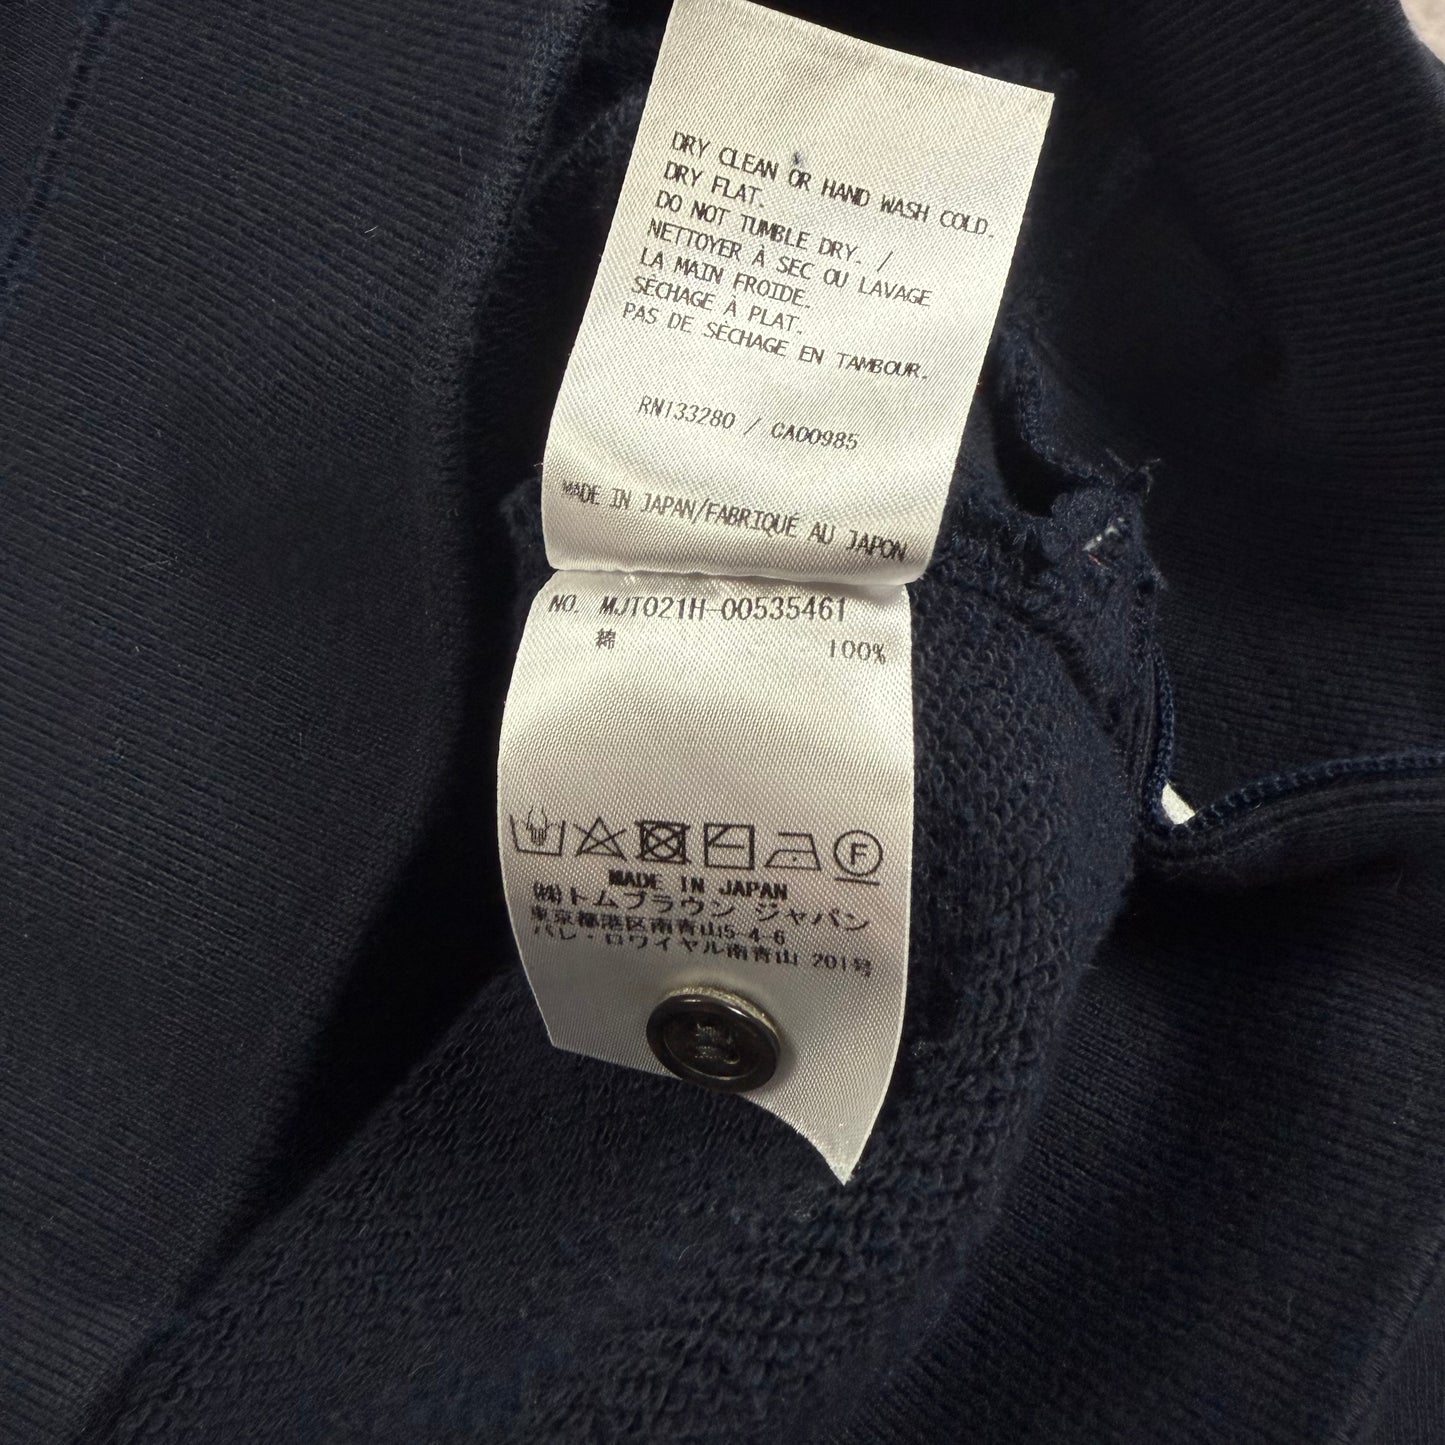 DRY CLEAN OR HAND WASH COLD.
DRY FLAT.
DO NOT TUMBLE DRY. /
NETTOYER À SEC OU LAVAGE
LA MAIN FROIDE.
SÉCHAGE À PLAT.
PAS DE SÉCHAGE EN TAMBOUR.
RN133280 / CA00985
MADE IN JAPAN/FABRIQUÉ AU JAPON
NO. MJT021H-00535461
綿 100%
F
MADE IN JAPAN
(株)トムブラウン ジャパン
東京都港区南青山5-4-6
パレ・ロワイヤル南青山 201号